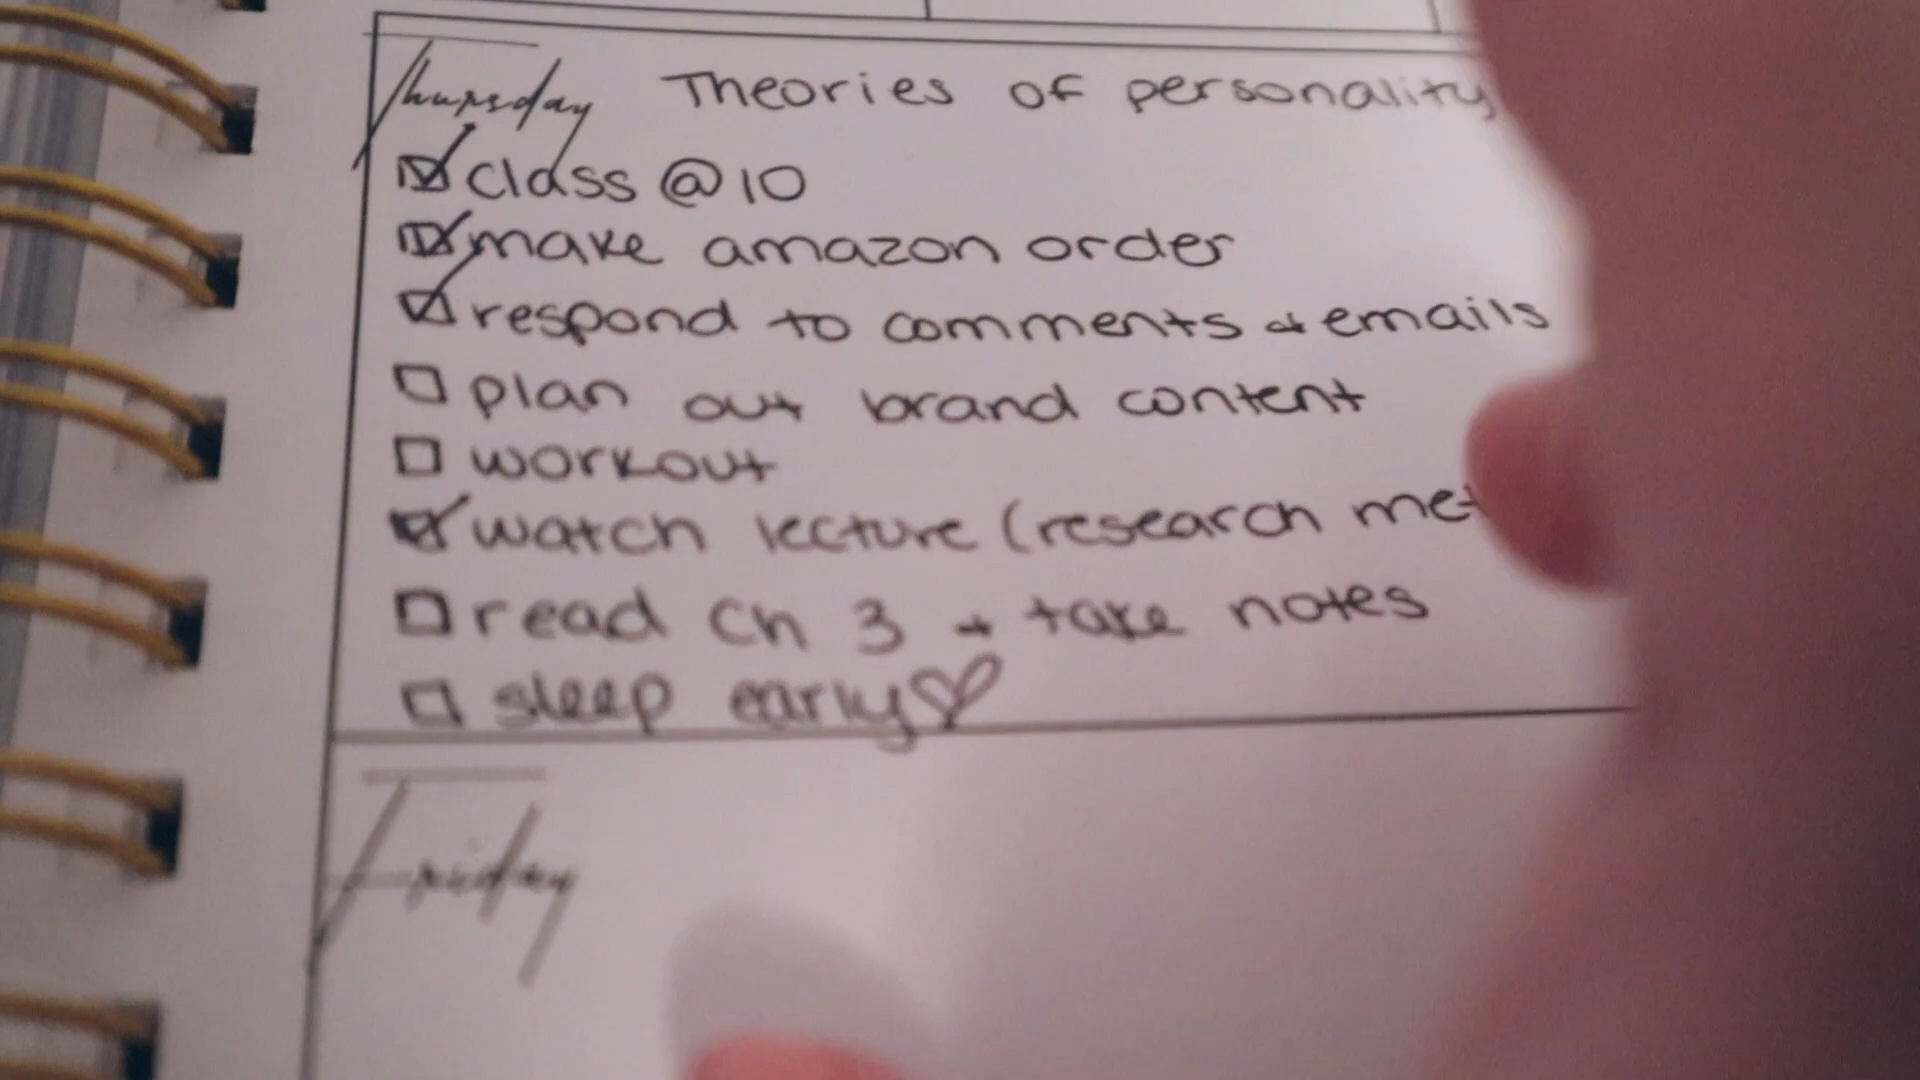 Thursday Theories of personality
class @ 10
make amazon order
respond to comments & emails
plan out brand content
workout
watch lecture (research met
read Ch 3 + take notes
sleep early♡
Friday